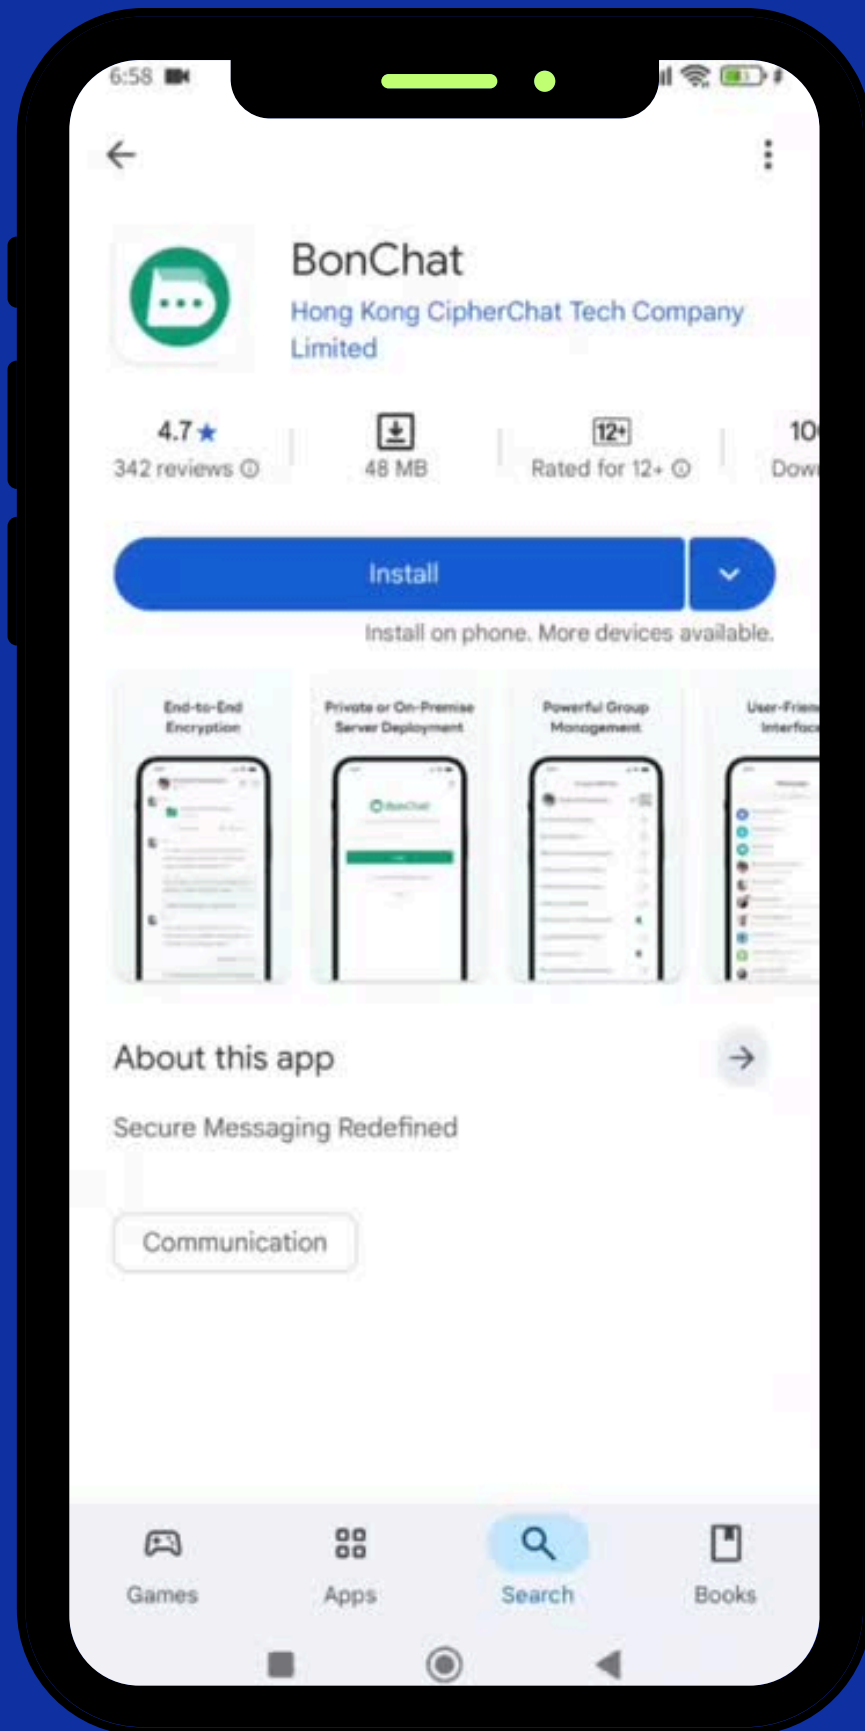 6:58
BonChat
Hong Kong CipherChat Tech Company
Limited
4.7★
342 reviews
48 MB
12+
Rated for 12+
Install
Install on phone. More devices available.
End-to-End
Encryption
Private or On-Premise
Server Deployment
BonChat
Powerful Group
Management
About this app
Secure Messaging Redefined
Communication
Games
Apps
Search
Books